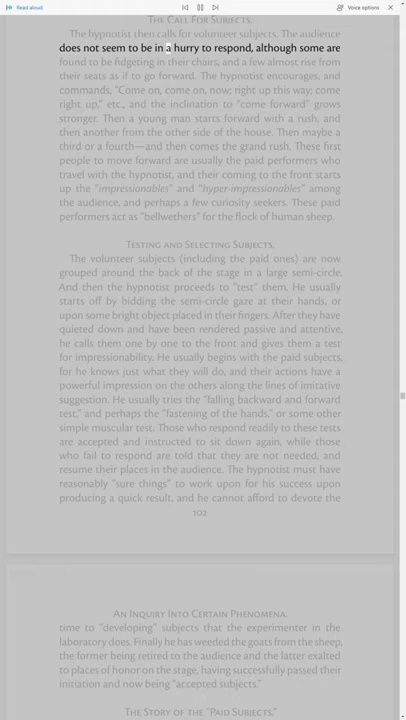 Read aloud
Voice options
THE CALL FOR SUBJECTS.
The hypnotist then calls for volunteer subjects. The audience
does not seem to be in a hurry to respond, although some are
found to be fidgeting in their chairs, and a few almost rise from
their seats as if to go forward. The hypnotist encourages, and
commands, "Come on, come on, now; right up this way; come
right up," etc., and the inclination to "come forward" grows
stronger. Then a young man starts forward with a rush, and
then another from the other side of the house. Then maybe a
third or a fourth—and then comes the grand rush. These first
people to move forward are usually the paid performers who
travel with the hypnotist, and their coming to the front starts
up the "impressionables" and "hyper-impressionables" among
the audience, and perhaps a few curiosity seekers. These paid
performers act as "bellwethers" for the flock of human sheep.
TESTING AND SELECTING SUBJECTS.
The volunteer subjects (including the paid ones) are now
grouped around the back of the stage in a large semi-circle.
And then the hypnotist proceeds to "test" them. He usually
starts off by bidding the semi-circle gaze at their hands, or
upon some bright object placed in their fingers. After they have
quieted down and have been rendered passive and attentive,
he calls them one by one to the front and gives them a test
for impressionability. He usually begins with the paid subjects,
for he knows just what they will do, and their actions have a
powerful impression on the others along the lines of imitative
suggestion. He usually tries the "falling backward and forward
test," and perhaps the "fastening of the hands," or some other
simple muscular test. Those who respond readily to these tests
are accepted and instructed to sit down again, while those
who fail to respond are told that they are not needed, and
resume their places in the audience. The hypnotist must have
reasonably "sure things" to work upon for his success upon
producing a quick result, and he cannot afford to devote the
102
AN INQUIRY INTO CERTAIN PHENOMENA.
time to "developing" subjects that the experimenter in the
laboratory does. Finally he has weeded the goats from the sheep,
the former being retired to the audience and the latter exalted
to places of honor on the stage, having successfully passed their
initiation and now being "accepted subjects."
THE STORY OF THE "PAID SUBJECTS."